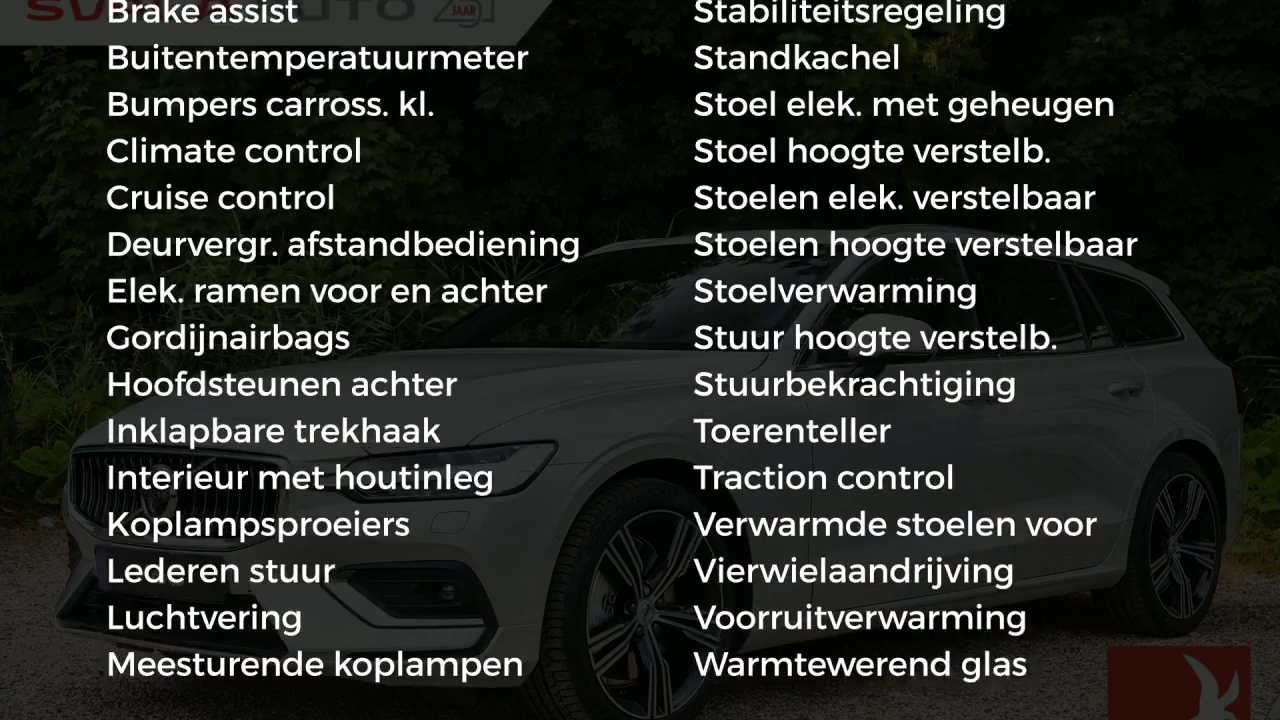 Brake assist
Buitentemperatuurmeter
Bumpers carross. kl.
Climate control
Cruise control
Deurvergr. afstandbediening
Elek. ramen voor en achter
Gordijnairbags
Hoofdsteunen achter
Inklapbare trekhaak
Interieur met houtinleg
Koplampsproeiers
Lederen stuur
Luchtvering
Meesturende koplampen
Stabiliteitsregeling
Standkachel
Stoel elek. met geheugen
Stoel hoogte verstelb.
Stoelen elek. verstelbaar
Stoelen hoogte verstelbaar
Stoelverwarming
Stuur hoogte verstelb.
Stuurbekrachtiging
Toerenteller
Traction control
Verwarmde stoelen voor
Vierwielaandrijving
Voorruitverwarming
Warmtewerend glas
JAAR